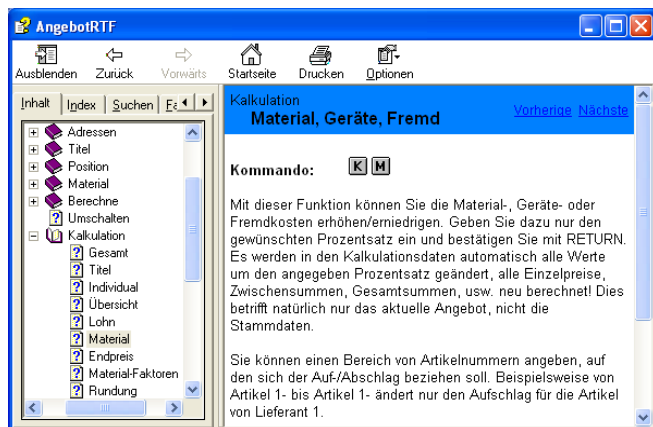 AngebotRTF
Ausblenden Zurück Vorwärts Startseite Drucken Optionen
Inhalt Index Suchen
Adressen
Titel
Position
Material
Berechne
Umschalten
Kalkulation
Gesamt
Titel
Individual
Übersicht
Lohn
Material
Endpreis
Material-Faktoren
Rundung
Kalkulation
Material, Geräte, Fremd
Vorherige Nächste
Kommando: K M
Mit dieser Funktion können Sie die Material-, Geräte- oder
Fremdkosten erhöhen/erniedrigen. Geben Sie dazu nur den
gewünschten Prozentsatz ein und bestätigen Sie mit RETURN.
Es werden in den Kalkulationsdaten automatisch alle Werte
um den angegeben Prozentsatz geändert, alle Einzelpreise,
Zwischensummen, Gesamtsummen, usw. neu berechnet! Dies
betrifft natürlich nur das aktuelle Angebot, nicht die
Stammdaten.
Sie können einen Bereich von Artikelnummern angeben, auf
den sich der Auf-/Abschlag beziehen soll. Beispielsweise von
Artikel 1- bis Artikel 1- ändert nur den Aufschlag für die Artikel
von Lieferant 1.